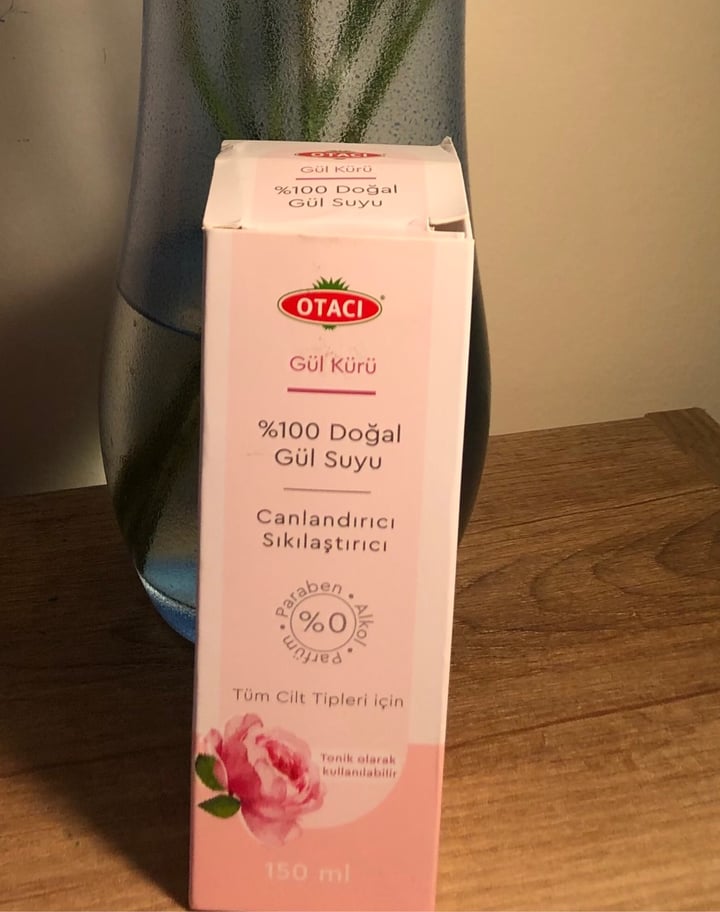 OTACI
Gül Kürü
%100 Doğal
Gül Suyu
OTACI
Gül Kürü
%100 Doğal
Gül Suyu
Canlandırıcı
Sıkılaştırıcı
Paraben • Alkol • Parfüm •
%0
Tüm Cilt Tipleri için
Tonik olarak
kullanılabilir
150 ml